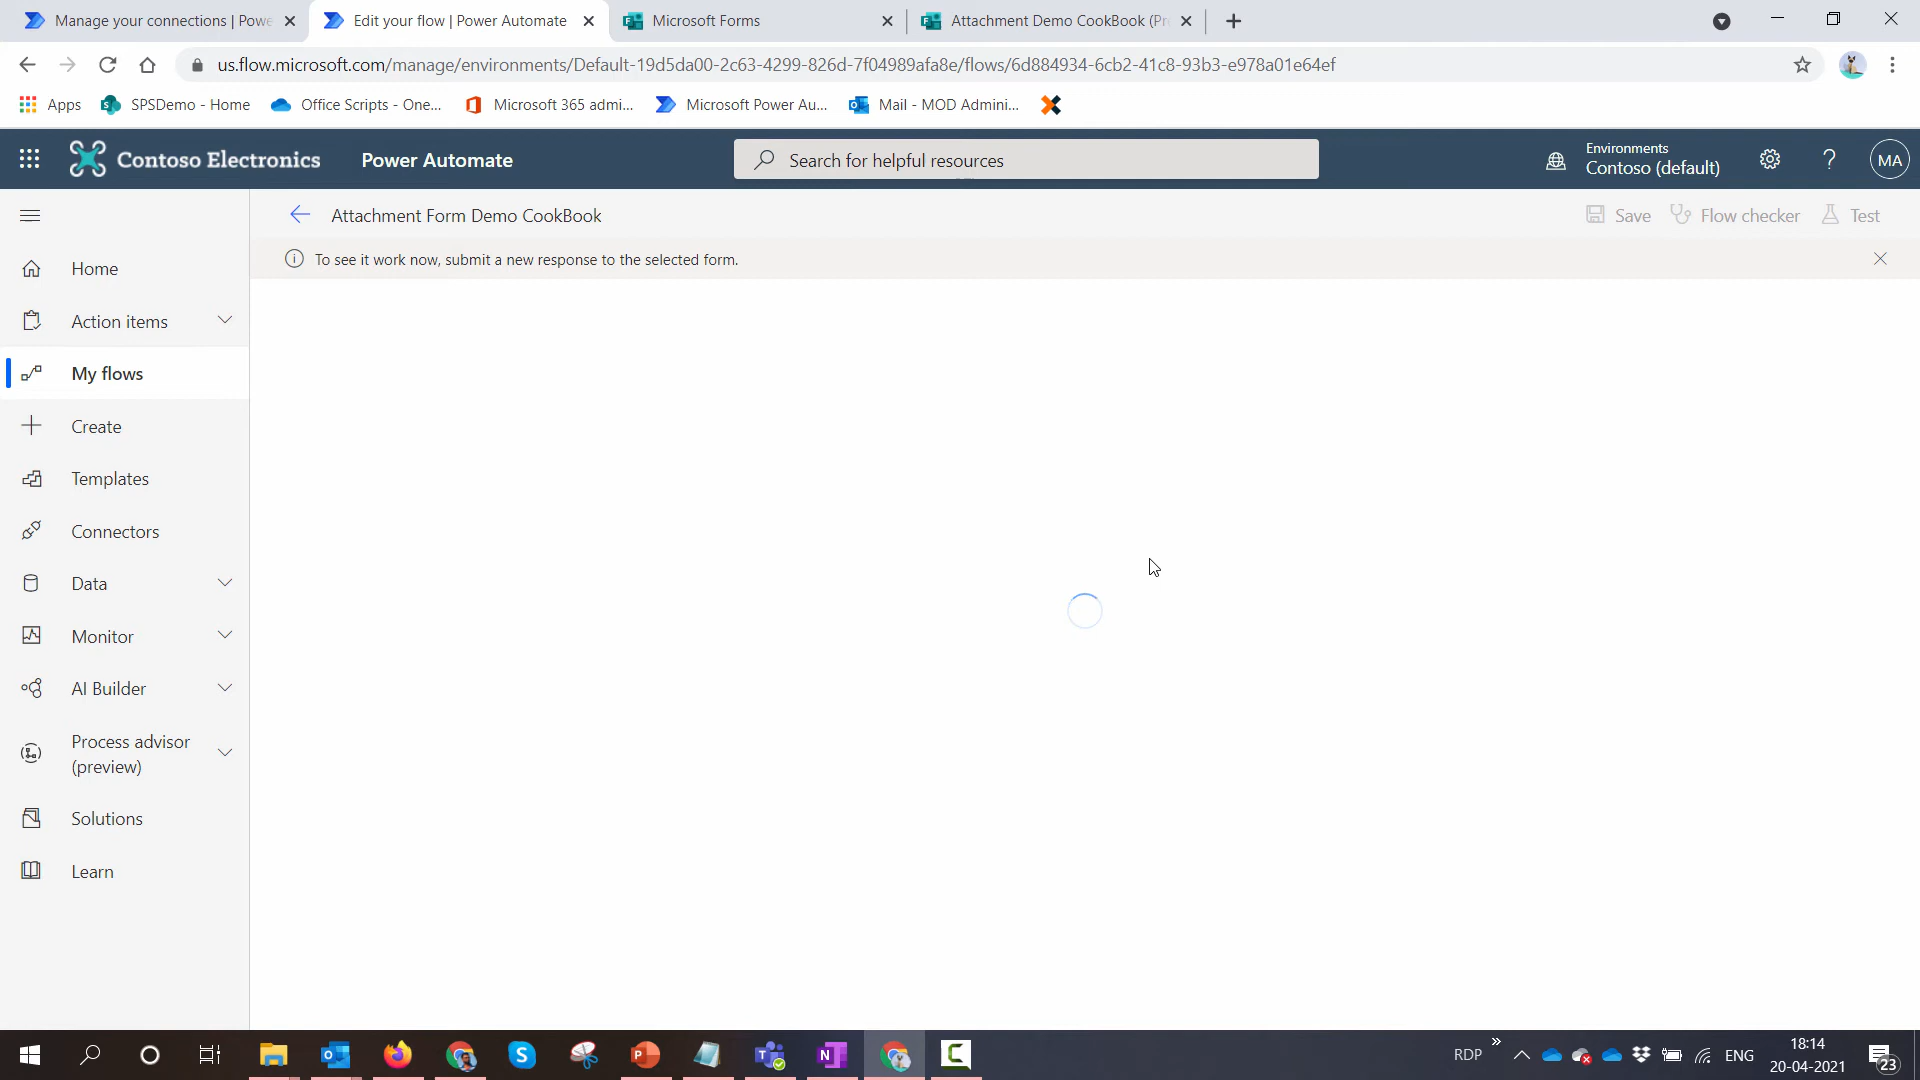 Manage your connections | Powe
Edit your flow | Power Automate
Microsoft Forms
Attachment Demo CookBook (Pr
us.flow.microsoft.com/manage/environments/Default-19d5da00-2c63-4299-826d-7f04989afa8e/flows/6d884934-6cb2-41c8-93b3-e978a01e64ef
Apps
SPSDemo - Home
Office Scripts - One...
Microsoft 365 admi...
Microsoft Power Au...
Mail - MOD Admini...
Contoso Electronics
Power Automate
Search for helpful resources
Environments
Contoso (default)
MA
Attachment Form Demo CookBook
Save
Flow checker
Test
To see it work now, submit a new response to the selected form.
Home
Action items
My flows
Create
Templates
Connectors
Data
Monitor
AI Builder
Process advisor
(preview)
Solutions
Learn
RDP
ENG
18:14
20-04-2021
23